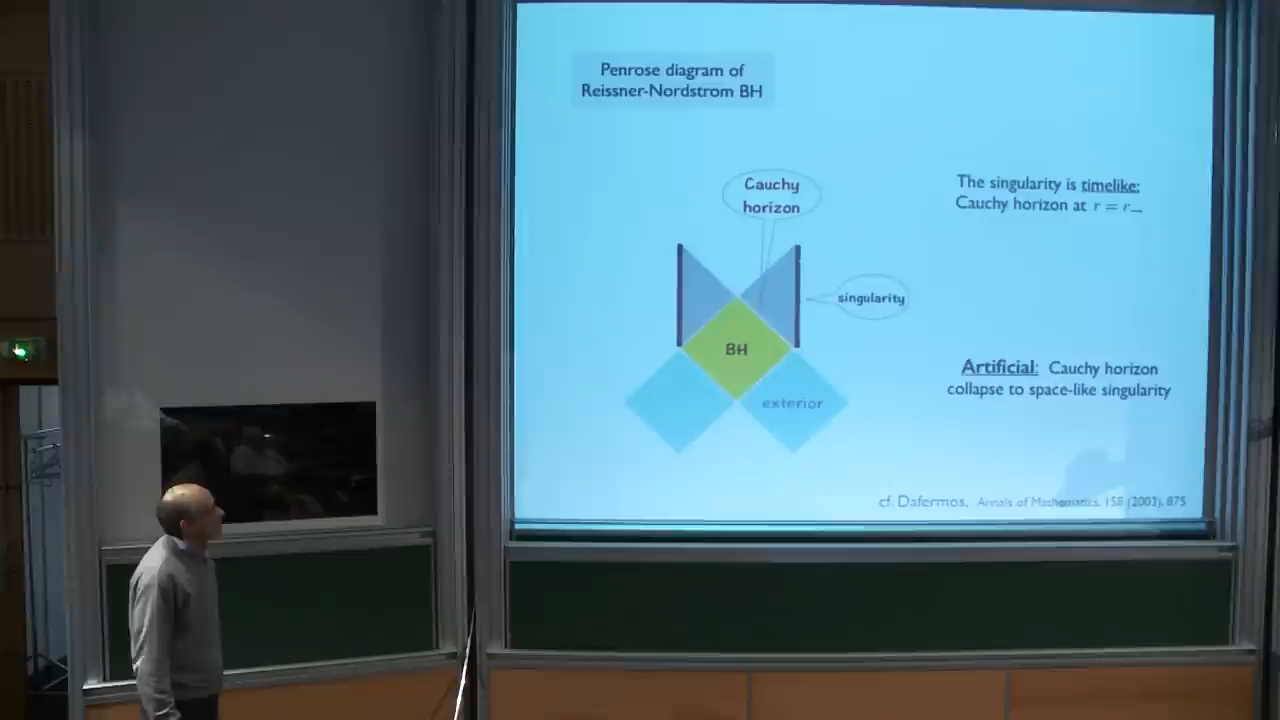 Penrose diagram of
Reissner-Nordstrom BH
Cauchy
horizon
The singularity is timelike:
Cauchy horizon at r = r_
singularity
BH
Artificial: Cauchy horizon
collapse to space-like singularity
exterior
cf. Dafermos, Annals of Mathematics, 158 (2003), 875